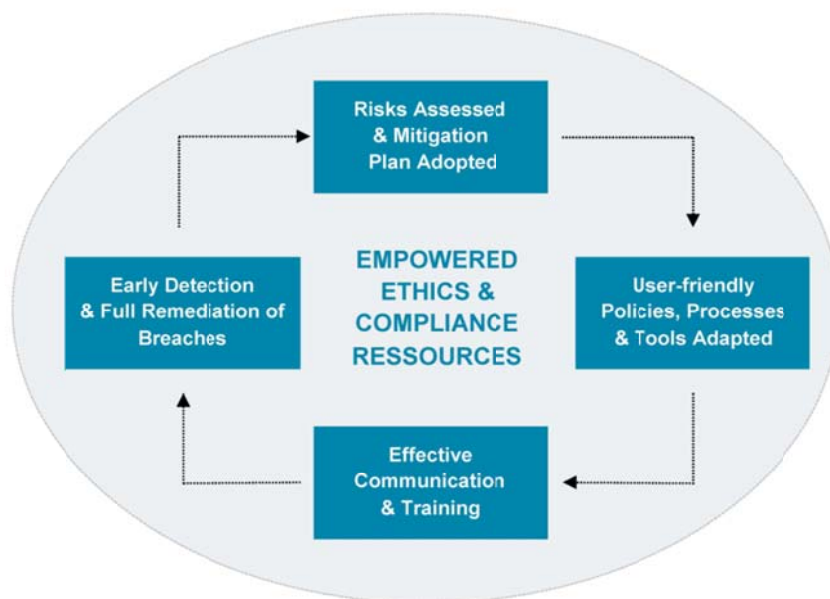 Risks Assessed
& Mitigation
Plan Adopted
EMPOWERED
ETHICS &
COMPLIANCE
RESSOURCES
Early Detection
& Full Remediation of
Breaches
User-friendly
Policies, Processes
& Tools Adapted
Effective
Communication
& Training